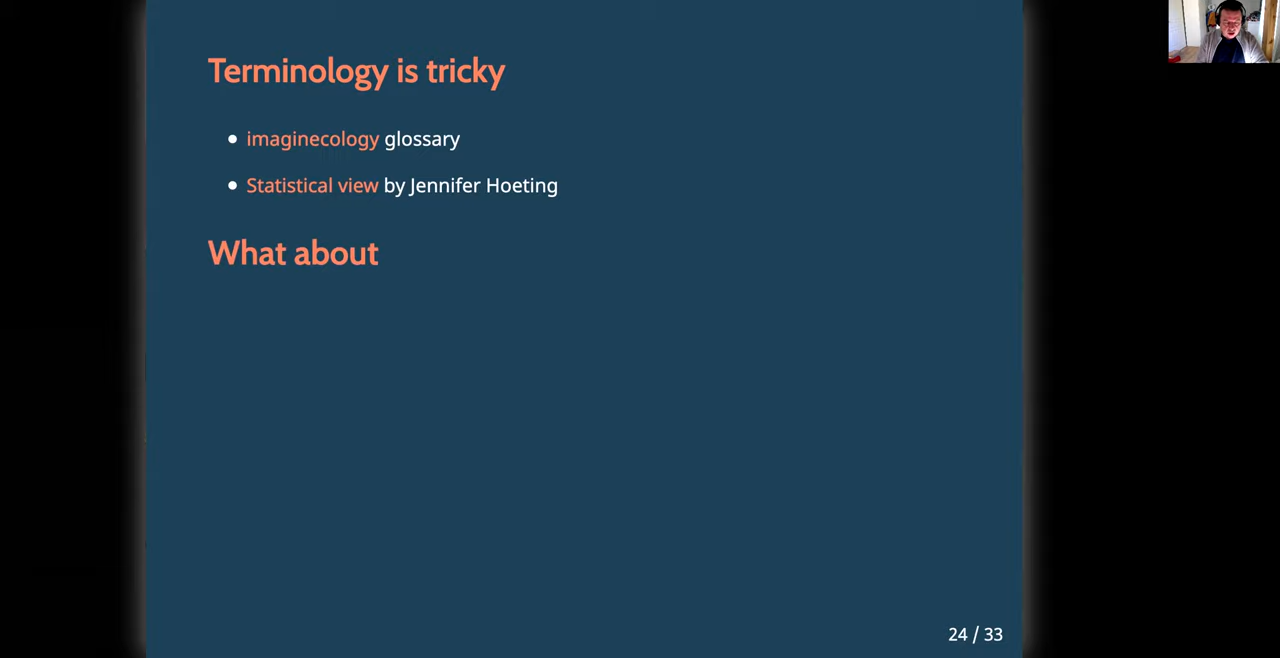 Terminology is tricky
imaginecology glossary
Statistical view by Jennifer Hoeting
What about
24 / 33